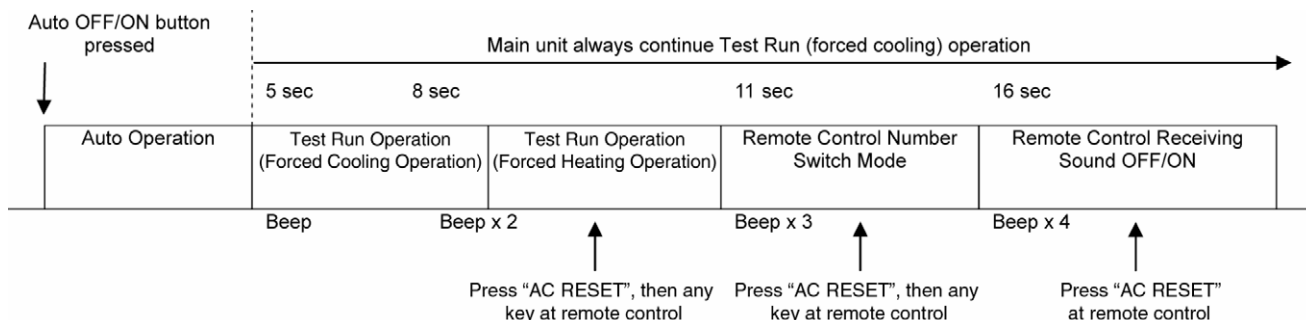 Auto OFF/ON button
pressed
Main unit always continue Test Run (forced cooling) operation
5 sec
8 sec
11 sec
16 sec
Auto Operation
Test Run Operation
(Forced Cooling Operation)
Test Run Operation
(Forced Heating Operation)
Remote Control Number
Switch Mode
Remote Control Receiving
Sound OFF/ON
Beep
Beep x 2
Beep x 3
Beep x 4
Press “AC RESET”, then any
key at remote control
Press “AC RESET”, then any
key at remote control
Press “AC RESET”
at remote control